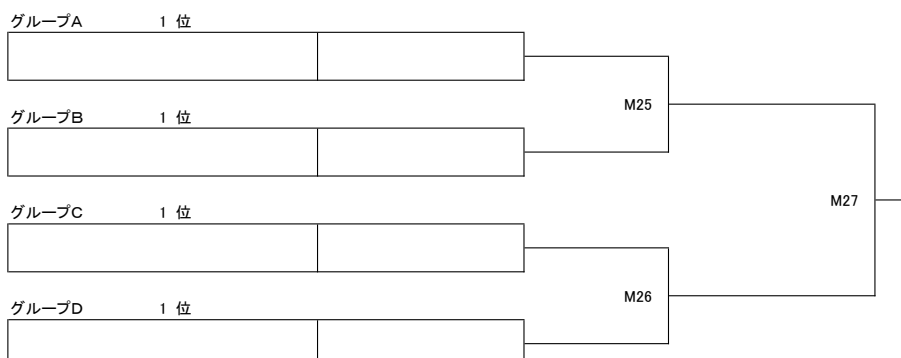 グループA 1 位
M25
グループB 1 位
M27
グループC 1 位
M26
グループD 1 位